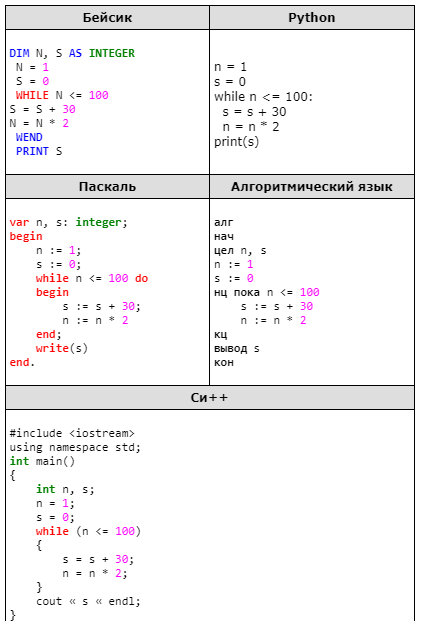 Бейсик
DIM N, S AS INTEGER
N = 1
S = 0
WHILE N <= 100
S = S + 30
N = N * 2
WEND
PRINT S
Python
n = 1
s = 0
while n <= 100:
s = s + 30
n = n * 2
print(s)
Паскаль
var n, s: integer;
begin
n := 1;
s := 0;
while n <= 100 do
begin
s := s + 30;
n := n * 2
end;
write(s)
end.
Алгоритмический язык
алг
нач
цел n, s
n := 1
s := 0
нц пока n <= 100
s := s + 30
n := n * 2
кц
вывод s
кон
Си++
#include <iostream>
using namespace std;
int main()
{
int n, s;
n = 1;
s = 0;
while (n <= 100)
{
s = s + 30;
n = n * 2;
}
cout « s « endl;
}